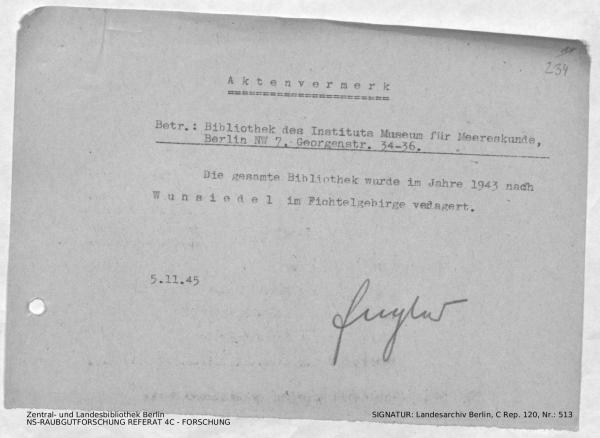 234
A k t e n v e r m e r k
Betr.: Bibliothek des Instituts Museum für Meereskunde,
Berlin NW 7. Georgenstr. 34-36.
Die gesamte Bibliothek wurde im Jahre 1943 nach
W u n s i e d e l im Fichtelgebirge verlagert.
5.11.45
Zentral- und Landesbibliothek Berlin
NS-RAUBGUTFORSCHUNG REFERAT 4C - FORSCHUNG
SIGNATUR: Landesarchiv Berlin, C Rep. 120, Nr.: 513